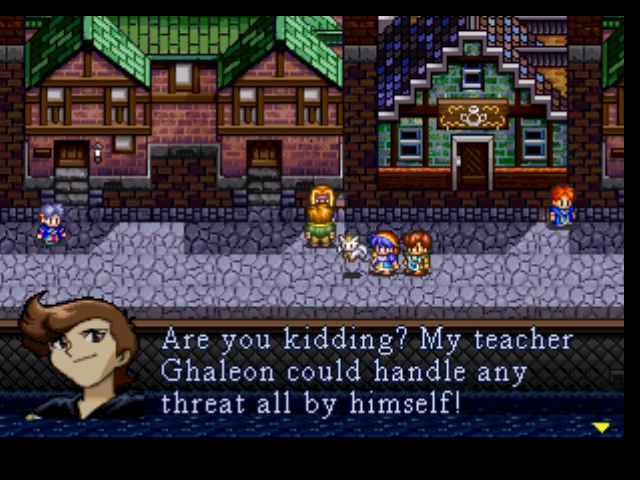 Are you kidding? My teacher
Ghaleon could handle any
threat all by himself!